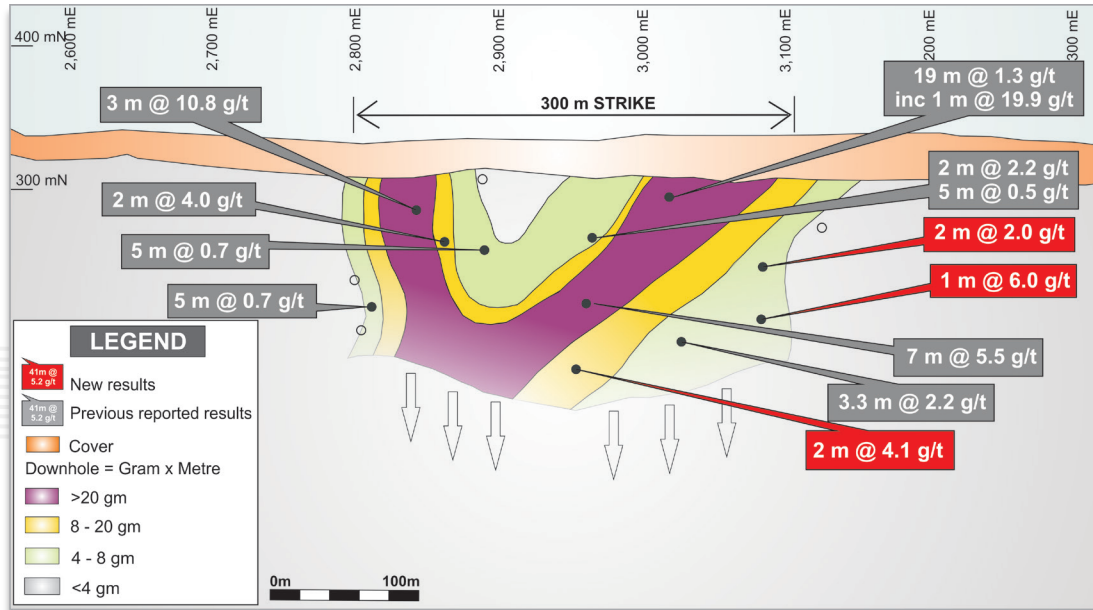 2,600 mE
2,700 mE
2,800 mE
2,900 mE
3,000 mE
3,100 mE
200 mE
300 mE
400 mN
300 mN
300 m STRIKE
3 m @ 10.8 g/t
19 m @ 1.3 g/t
inc 1 m @ 19.9 g/t
2 m @ 4.0 g/t
2 m @ 2.2 g/t
5 m @ 0.5 g/t
5 m @ 0.7 g/t
2 m @ 2.0 g/t
5 m @ 0.7 g/t
1 m @ 6.0 g/t
7 m @ 5.5 g/t
3.3 m @ 2.2 g/t
2 m @ 4.1 g/t
LEGEND
41m @
5.2 g/t
New results
41m @
5.2 g/t
Previous reported results
Cover
Downhole = Gram x Metre
>20 gm
8 - 20 gm
4 - 8 gm
<4 gm
0m
100m